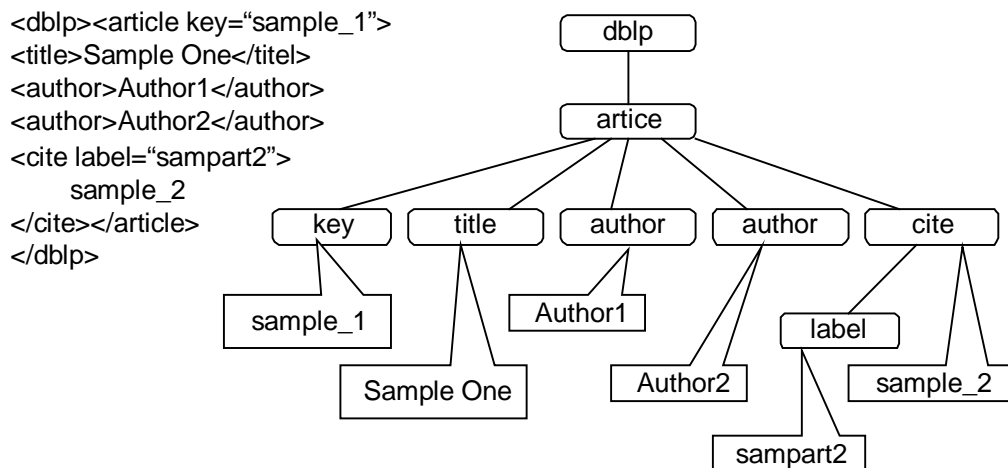 <dblp><article key=“sample_1”>
<title>Sample One</titel>
<author>Author1</author>
<author>Author2</author>
<cite label=“sampart2”>
sample_2
</cite></article>
</dblp>
dblp
artice
key
title
author
author
cite
sample_1
Author1
label
Sample One
Author2
sample_2
sampart2